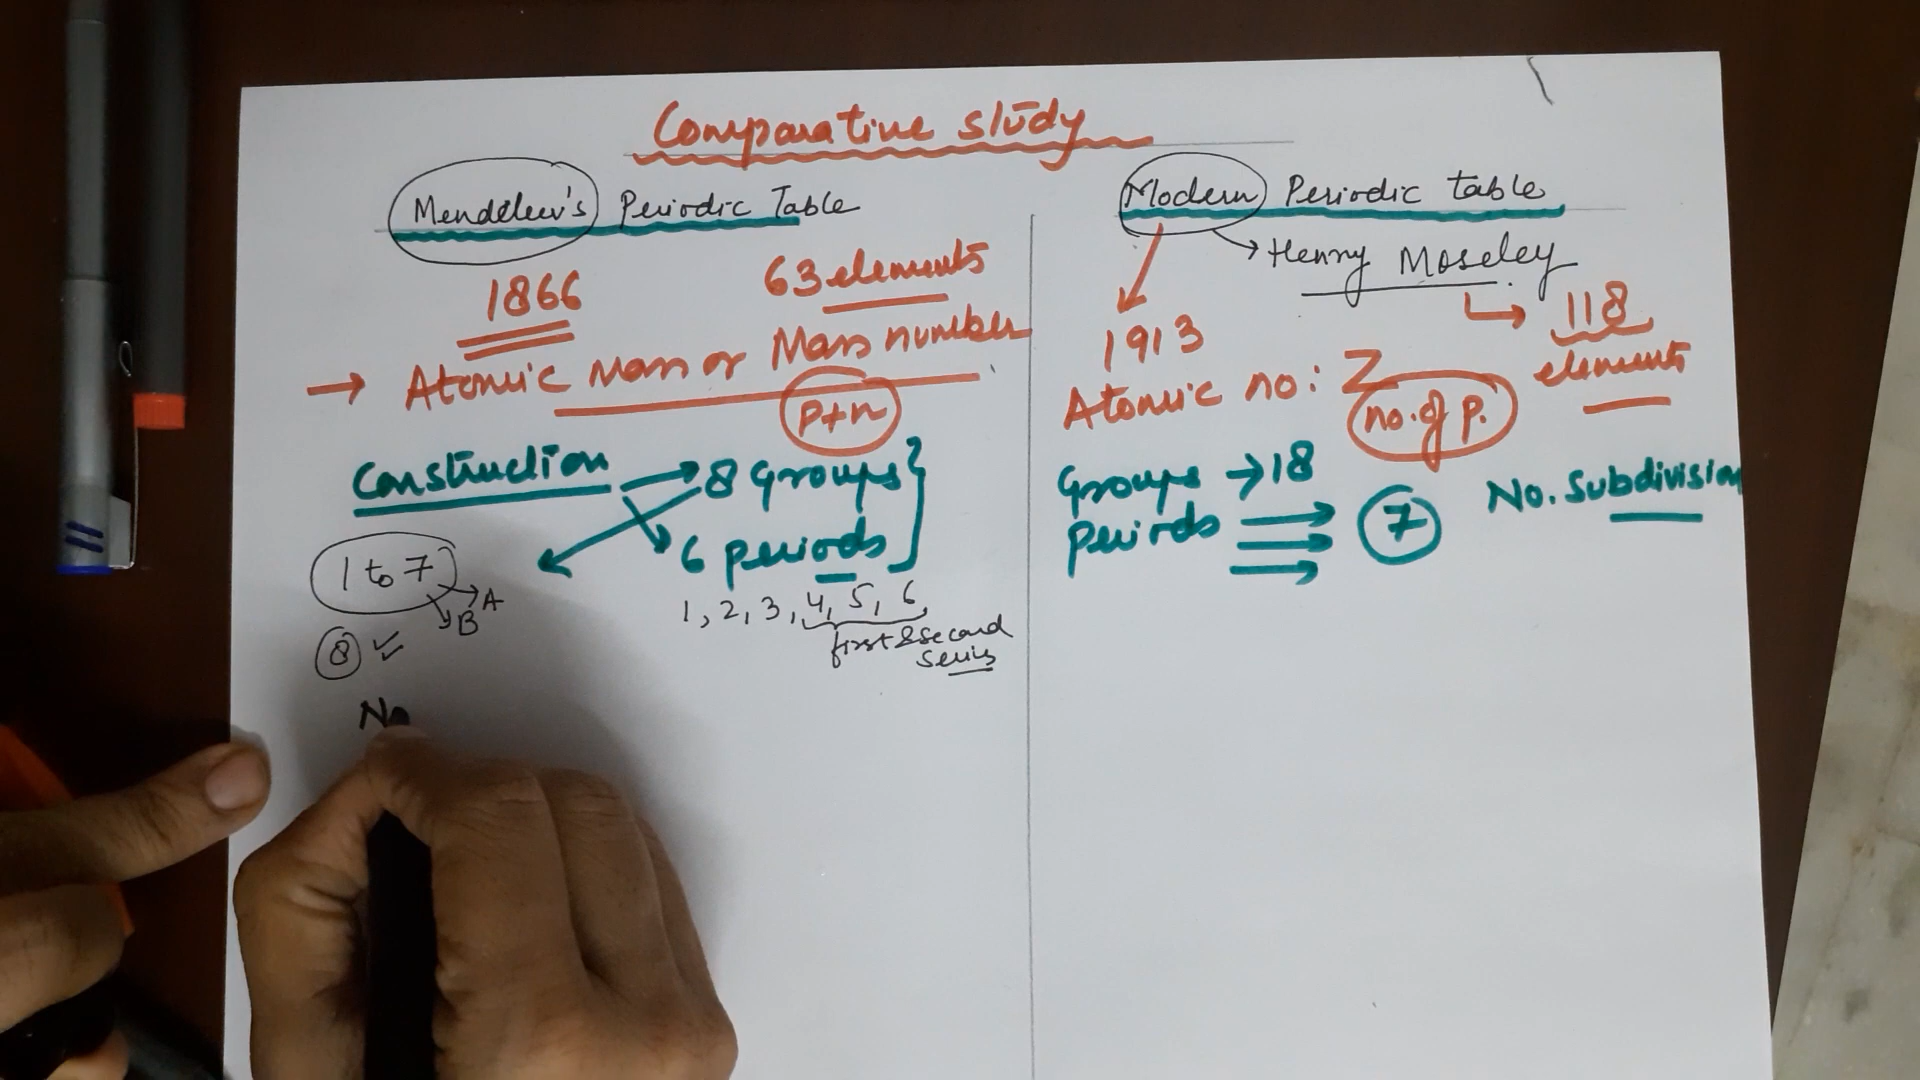 Comparative study
Mendeleev's Periodic Table
1866
63 elements
→ Atomic Mass or Mass number
p+n
Construction → 8 Groups
6 periods
1 to 7
A
B
8
1, 2, 3, 4, 5, 6
first & second
series
No
Modern Periodic table
→ Henry Moseley
118
elements
1913
Atomic no: Z
no. of p.
Groups → 18
periods
7
No. Subdivision